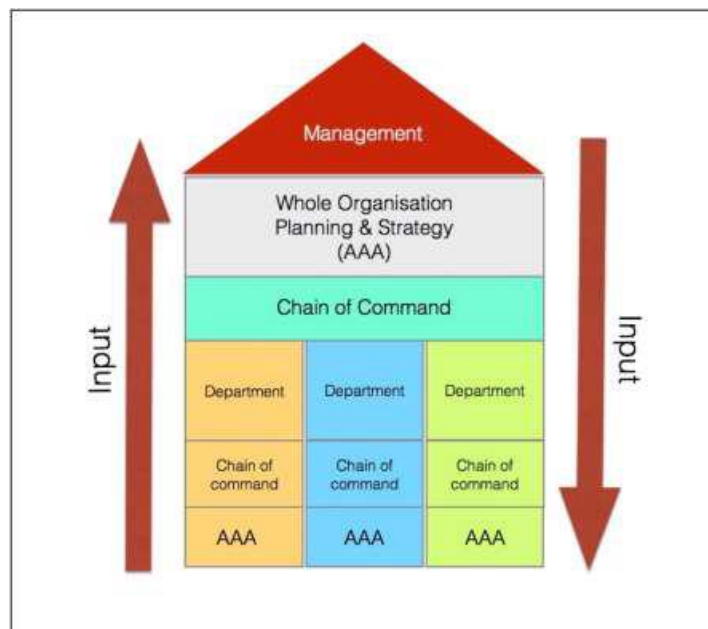 Management
Whole Organisation
Planning & Strategy
(AAA)
Chain of Command
Input
Input
Department
Department
Department
Chain of
command
Chain of
command
Chain of
command
AAA
AAA
AAA